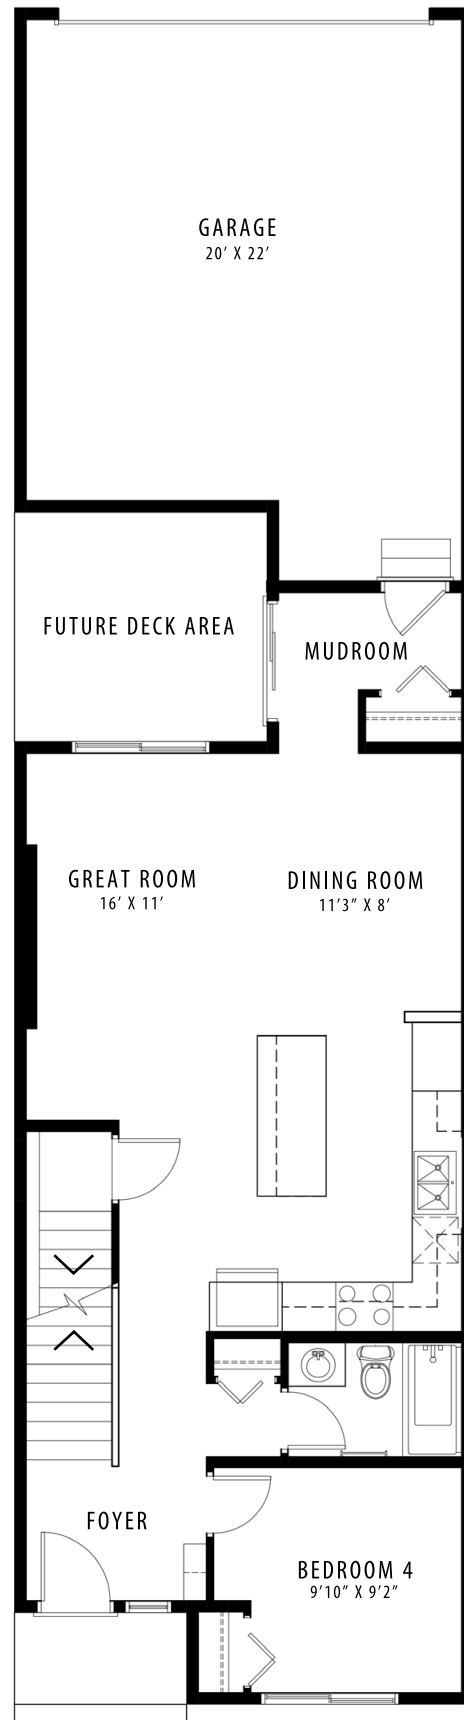 GARAGE
20' X 22'
FUTURE DECK AREA
MUDROOM
GREAT ROOM
16' X 11'
DINING ROOM
11'3" X 8'
FOYER
BEDROOM 4
9'10" X 9'2"